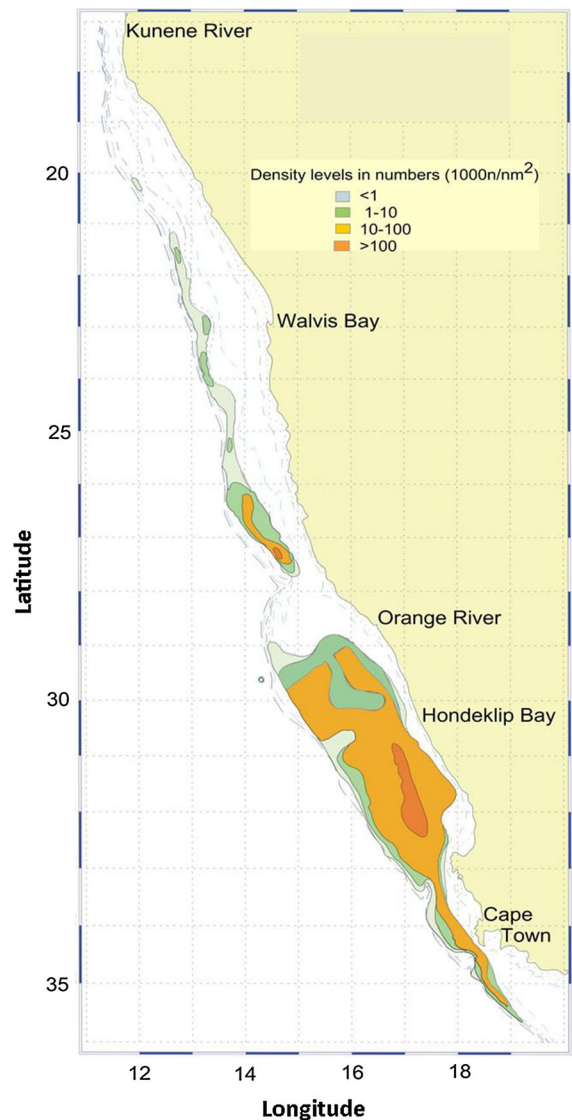 Kunene River
20
Density levels in numbers (1000n/nm²)
<1
1-10
10-100
>100
Walvis Bay
25
Latitude
Orange River
30
Hondeklip Bay
Cape
Town
35
12
14
16
18
Longitude